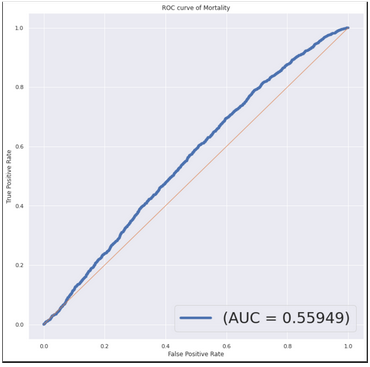 ROC curve of Mortality
1.0
0.8
0.6
0.4
0.2
0.0
True Positive Rate
(AUC = 0.55949)
0.0 0.2 0.4 0.6 0.8 1.0
False Positive Rate